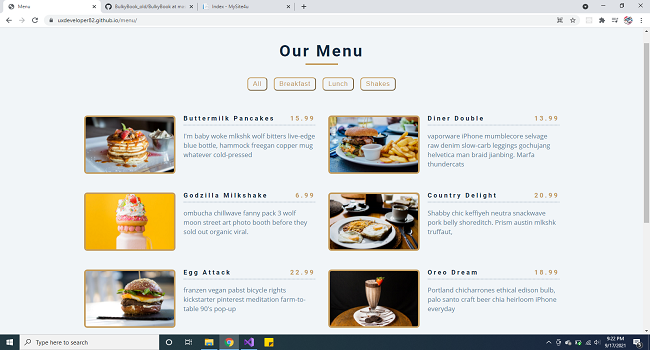 Menu
BulkyBook_old/BulkyBook at ma
Index - MySite4u
uxdeveloper82.github.io/menu/
Our Menu
All
Breakfast
Lunch
Shakes
Buttermilk Pancakes 15.99
I'm baby woke mlkshk wolf bitters live-edge
blue bottle, hammock freegan copper mug
whatever cold-pressed
Diner Double 13.99
vaporware iPhone mumblecore selvage
raw denim slow-carb leggings gochujang
helvetica man braid jianbing. Marfa
thundercats
Godzilla Milkshake 6.99
ombucha chillwave fanny pack 3 wolf
moon street art photo booth before they
sold out organic viral.
Country Delight 20.99
Shabby chic keffiyeh neutra snackwave
pork belly shoreditch. Prism austin mlkshk
truffaut,
Egg Attack 22.99
franzen vegan pabst bicycle rights
kickstarter pinterest meditation farm-to-
table 90's pop-up
Oreo Dream 18.99
Portland chicharrones ethical edison bulb,
palo santo craft beer chia heirloom iPhone
everyday
Type here to search
9:22 PM
9/17/2021